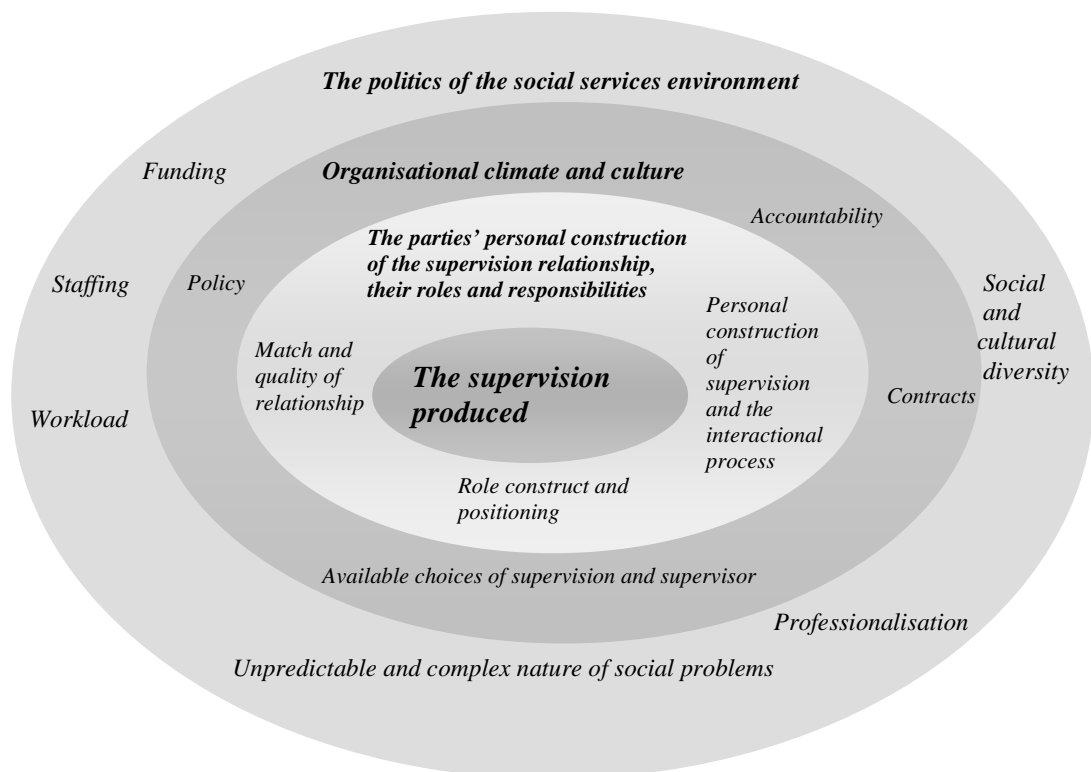 The politics of the social services environment
Funding
Organisational climate and culture
Accountability
The parties’ personal construction
of the supervision relationship,
their roles and responsibilities
Staffing
Policy
Social
and
cultural
diversity
Personal
construction
of
supervision
and the
interactional
process
Match and
quality of
relationship
The supervision
produced
Contracts
Workload
Role construct and
positioning
Available choices of supervision and supervisor
Professionalisation
Unpredictable and complex nature of social problems